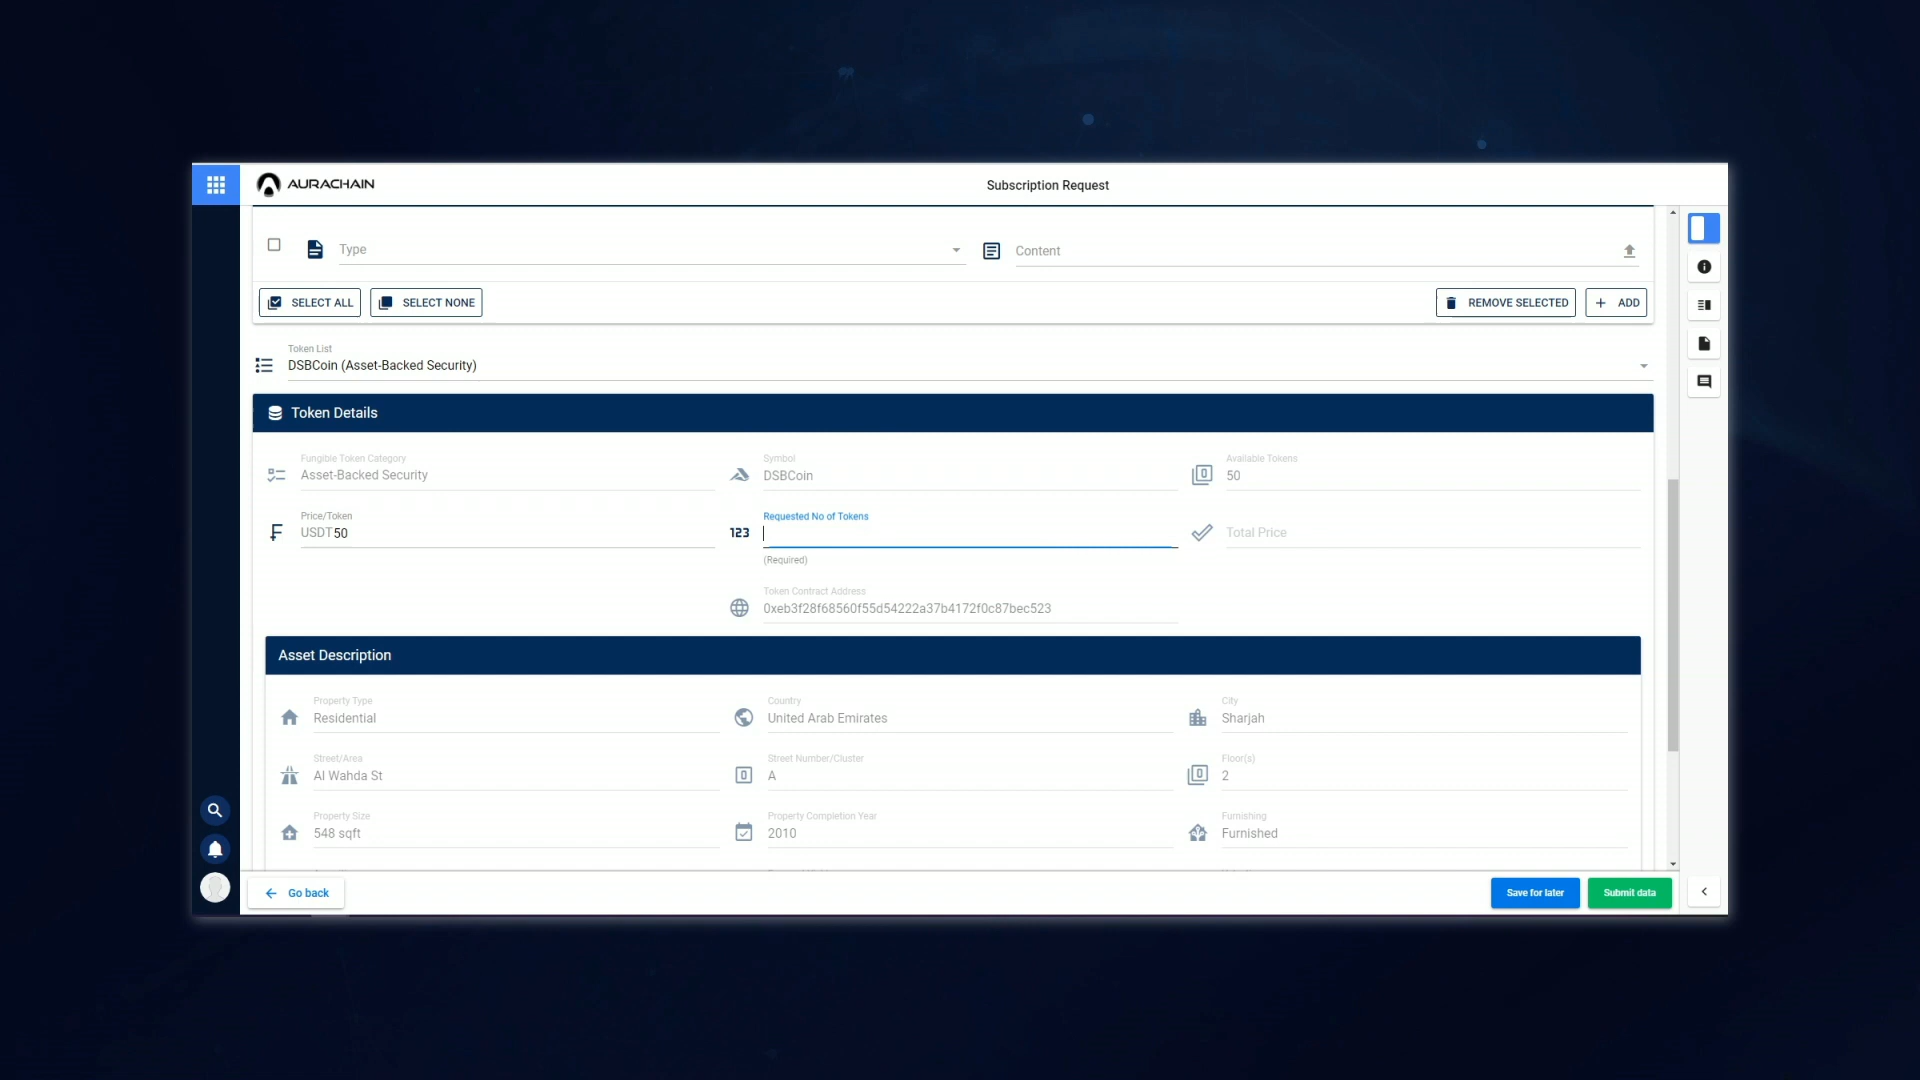 AURACHAIN
Subscription Request
Type
Content
SELECT ALL
SELECT NONE
REMOVE SELECTED
+ ADD
Token List
DSBCoin (Asset-Backed Security)
Token Details
Fungible Token Category
Asset-Backed Security
Symbol
DSBCoin
Available Tokens
50
Price/Token
USDT50
123
Requested No of Tokens
(Required)
Total Price
Token Contract Address
0xeb3f28f68560f55d54222a37b4172f0c87bec523
Asset Description
Property Type
Residential
Country
United Arab Emirates
City
Sharjah
Street/Area
Al Wahda St
Street Number/Cluster
A
Floor(s)
2
Property Size
548 sqft
Property Completion Year
2010
Furnishing
Furnished
Go back
Save for later
Submit data